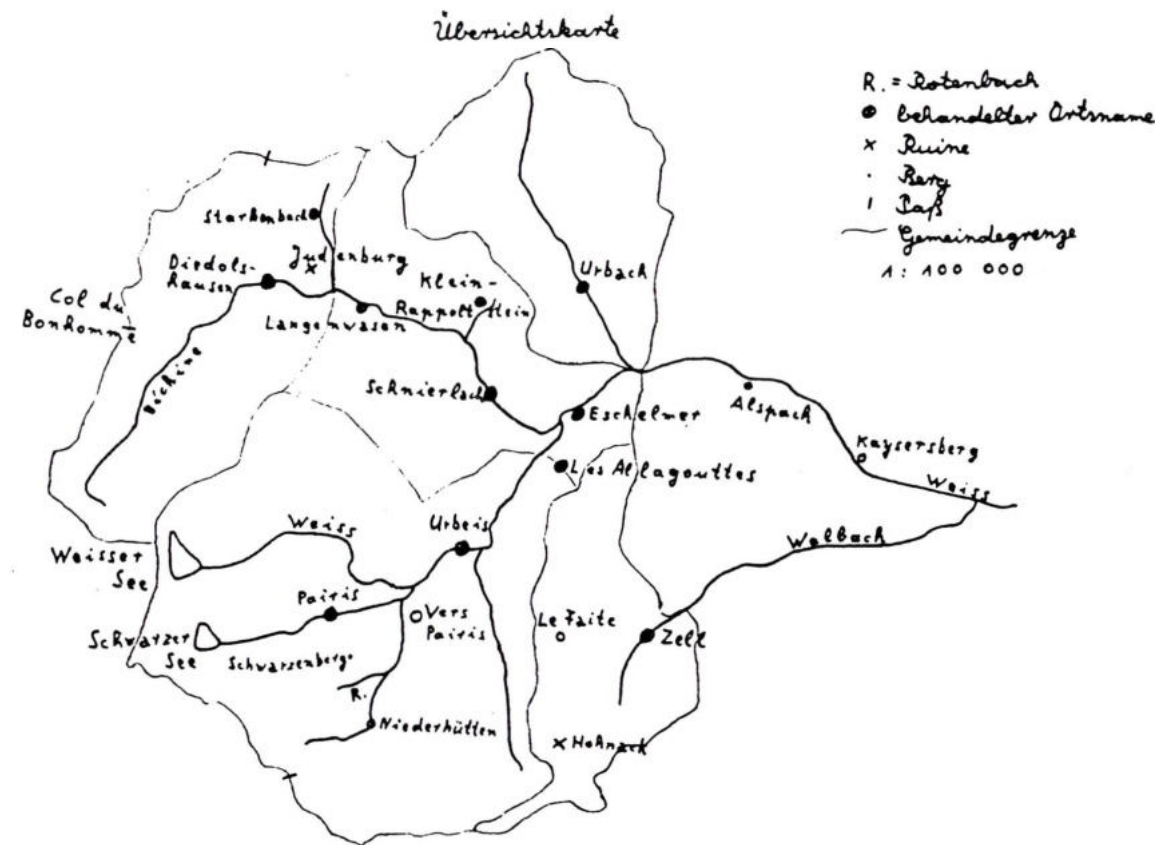 Übersichtskarte
R. = Rotenbach
behandelter Ortsname
Ruine
Berg
Paß
Gemeindegrenze
1: 100 000
Starkenbach
Judenburg
Diedols-
hausen
Klein-
Rappoltstein
Urbach
Col du
Bonhomme
Langenwasen
Béchine
Schnierlach
Eschelmer
Alspach
Kaysersberg
Les Allagouttes
Weiss
Weiss
Urbeis
Walbach
Weisser
See
Pairis
Vers
Pairis
Le Faite
Zell
Schwarzer
See
Schwarzenberg
R.
Niederhütten
Hohnack